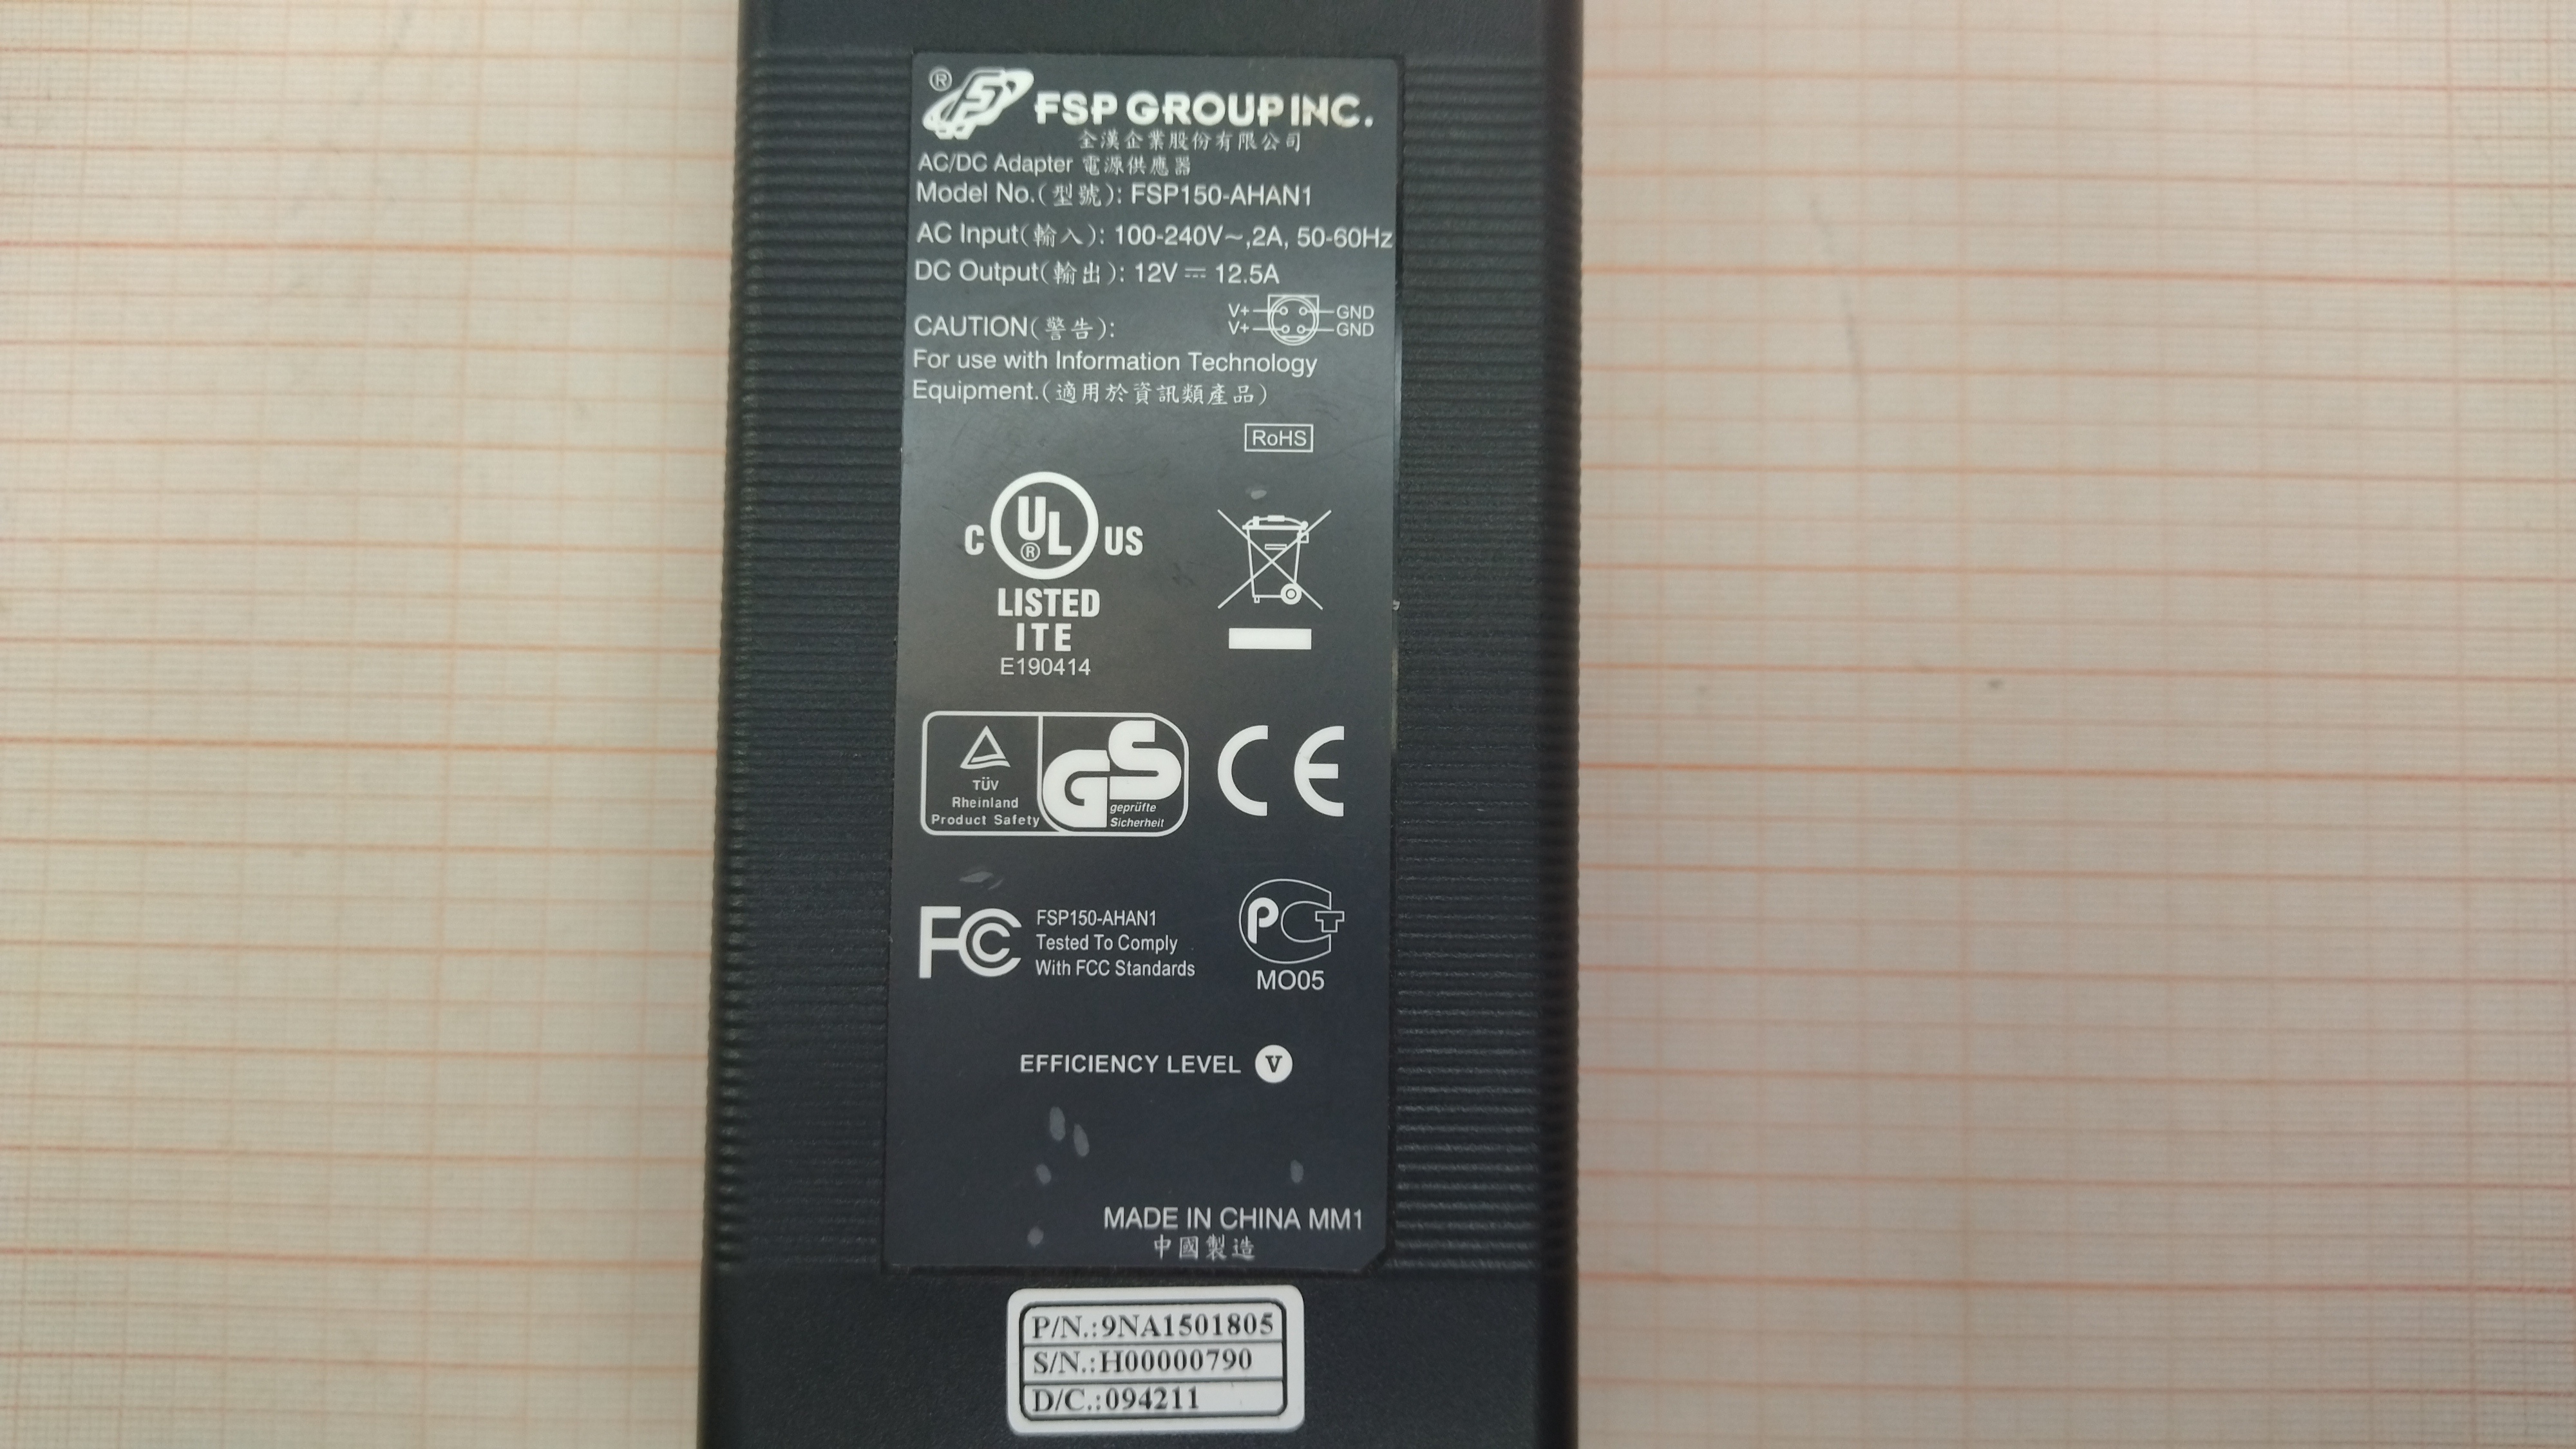 ® FSP GROUP INC.
全漢企業股份有限公司
AC/DC Adapter 電源供應器
Model No.(型號): FSP150-AHAN1
AC Input(輸入): 100-240V~,2A, 50-60Hz
DC Output(輸出): 12V ⎓ 12.5A
V+ GND
V+ GND
CAUTION(警告):
For use with Information Technology
Equipment.(適用於資訊類產品)
RoHS
C UL® US
LISTED
ITE
E190414
TÜV
Rheinland
Product Safety
GS
geprüfte
Sicherheit
CE
FC
FSP150-AHAN1
Tested To Comply
With FCC Standards
PCT
MO05
EFFICIENCY LEVEL V
MADE IN CHINA MM1
中國製造
P/N.:9NA1501805
S/N.:H00000790
D/C.:094211